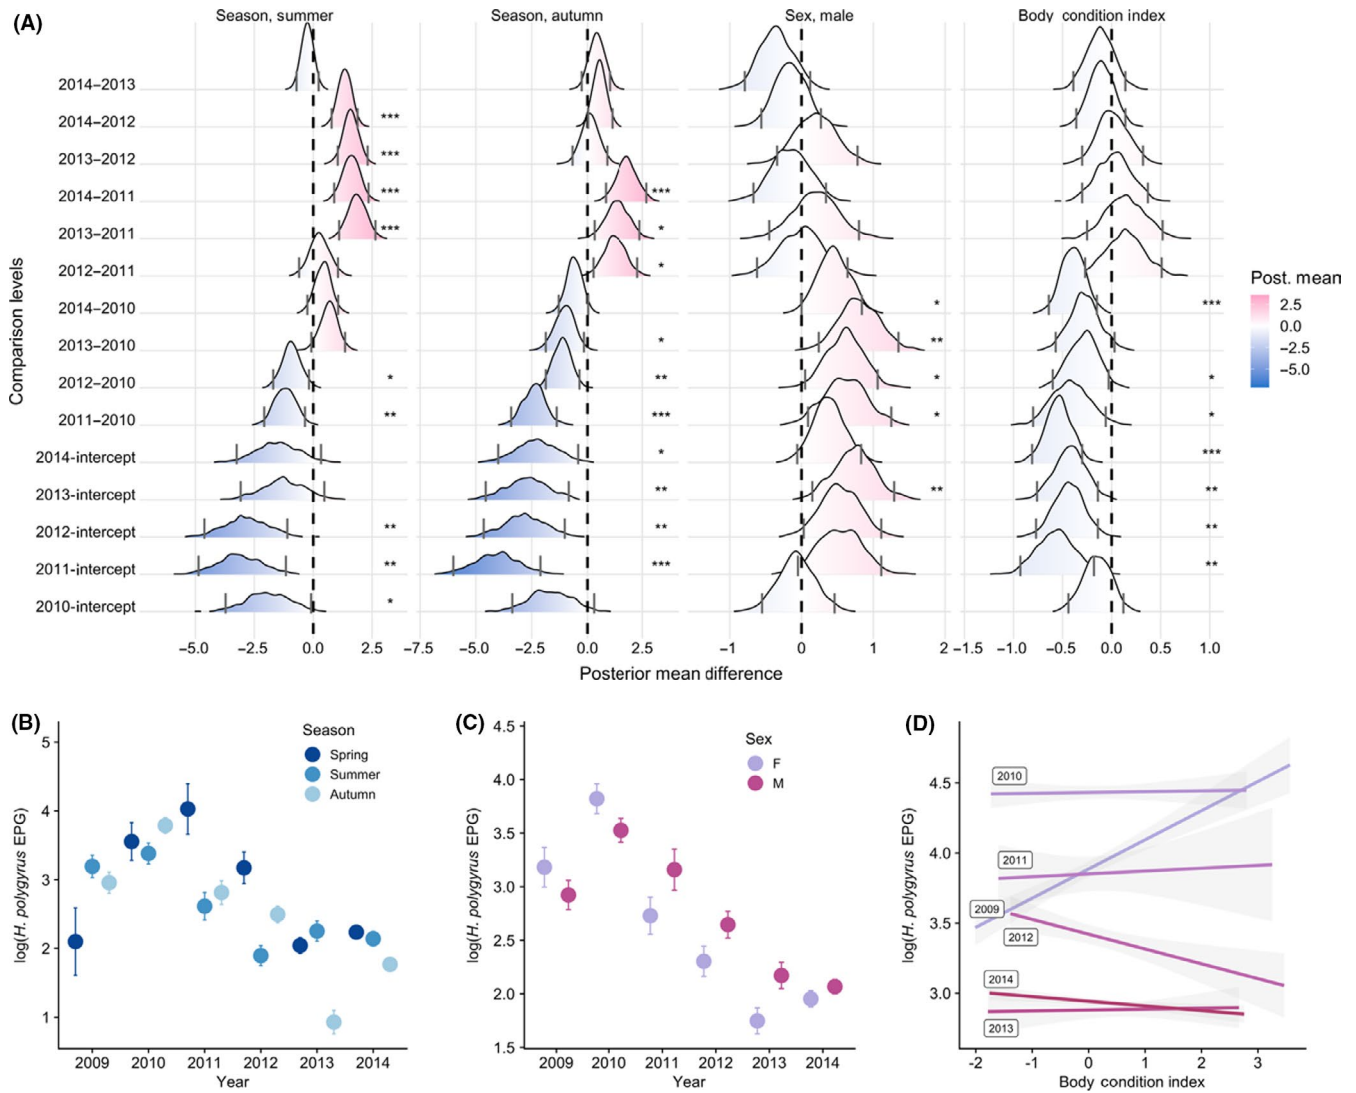 (A)
Season, summer
Season, autumn
Sex, male
Body condition index
Comparison levels
2014–2013
2014–2012 ***
2013–2012 ***
2014–2011 *** ***
2013–2011 *** *
2012–2011 *
2014–2010 * ***
2013–2010 * **
2012–2010 * ** * *
2011–2010 ** *** * *
2014-intercept * ***
2013-intercept ** ** **
2012-intercept ** ** **
2011-intercept ** *** **
2010-intercept *
−5.0 −2.5 0.0 2.5
−7.5 −5.0 −2.5 0.0 2.5
−1 0 1 2
−1.5 −1.0 −0.5 0.0 0.5 1.0
Posterior mean difference
Post. mean
2.5
0.0
−2.5
−5.0
(B)
Season
Spring
Summer
Autumn
log(H. polygyrus EPG)
5
4
3
2
1
2009 2010 2011 2012 2013 2014
Year
(C)
Sex
F
M
log(H. polygyrus EPG)
4.5
4.0
3.5
3.0
2.5
2.0
1.5
2009 2010 2011 2012 2013 2014
Year
(D)
log(H. polygyrus EPG)
4.5
4.0
3.5
3.0
2010
2011
2009
2012
2014
2013
-2 -1 0 1 2 3
Body condition index